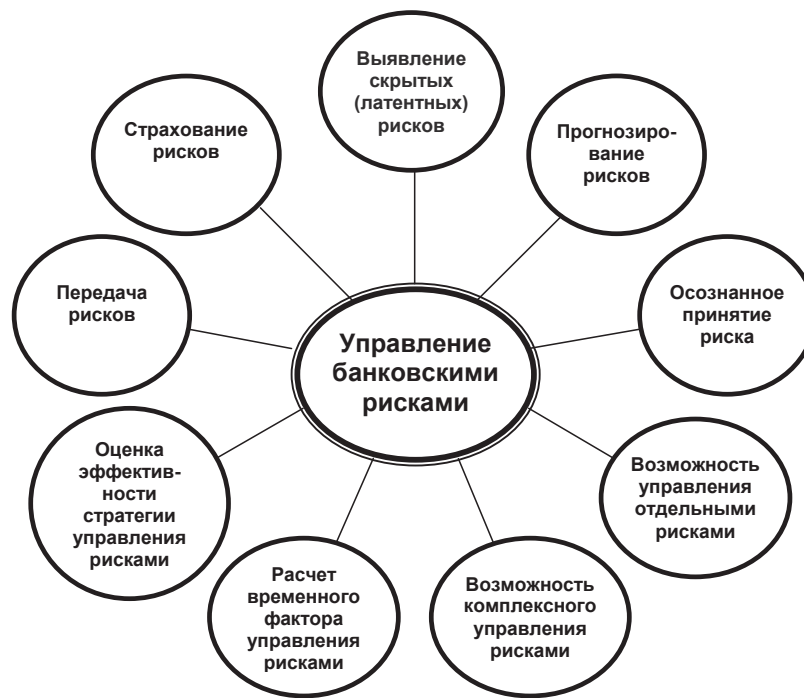 Выявление
скрытых
(латентных)
рисков
Прогнозиро-
вание
рисков
Осознанное
принятие
риска
Возможность
управления
отдельными
рисками
Возможность
комплексного
управления
рисками
Расчет
временного
фактора
управления
рисками
Оценка
эффектив-
ности
стратегии
управления
рисками
Передача
рисков
Страхование
рисков
Управление
банковскими
рисками